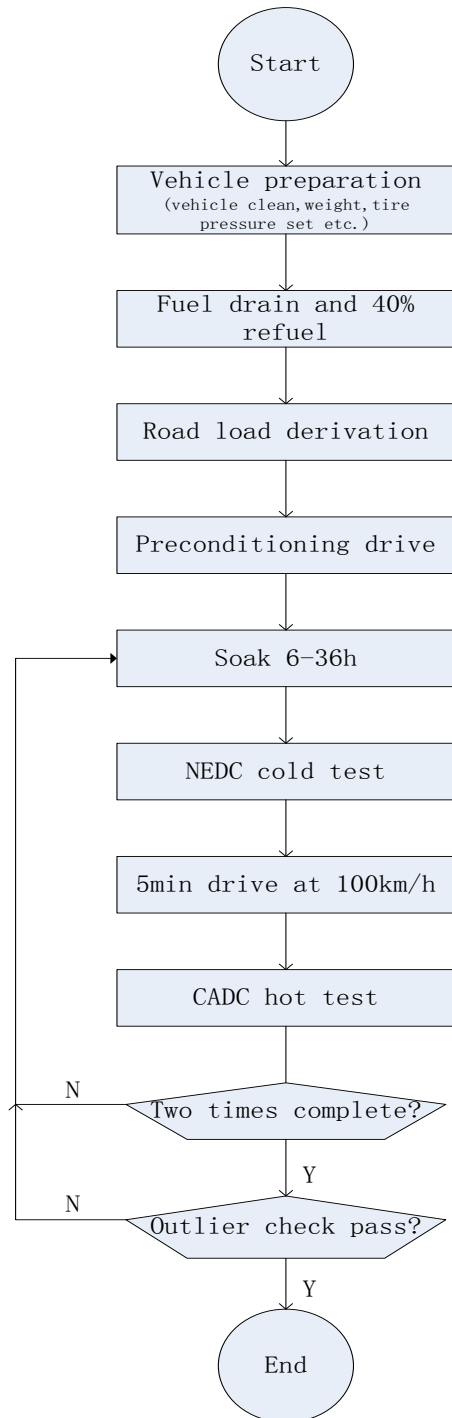 Start
Vehicle preparation
(vehicle clean,weight,tire
pressure set etc.)
Fuel drain and 40%
refuel
Road load derivation
Preconditioning drive
Soak 6-36h
NEDC cold test
5min drive at 100km/h
CADC hot test
N
Two times complete?
Y
N
Outlier check pass?
Y
End